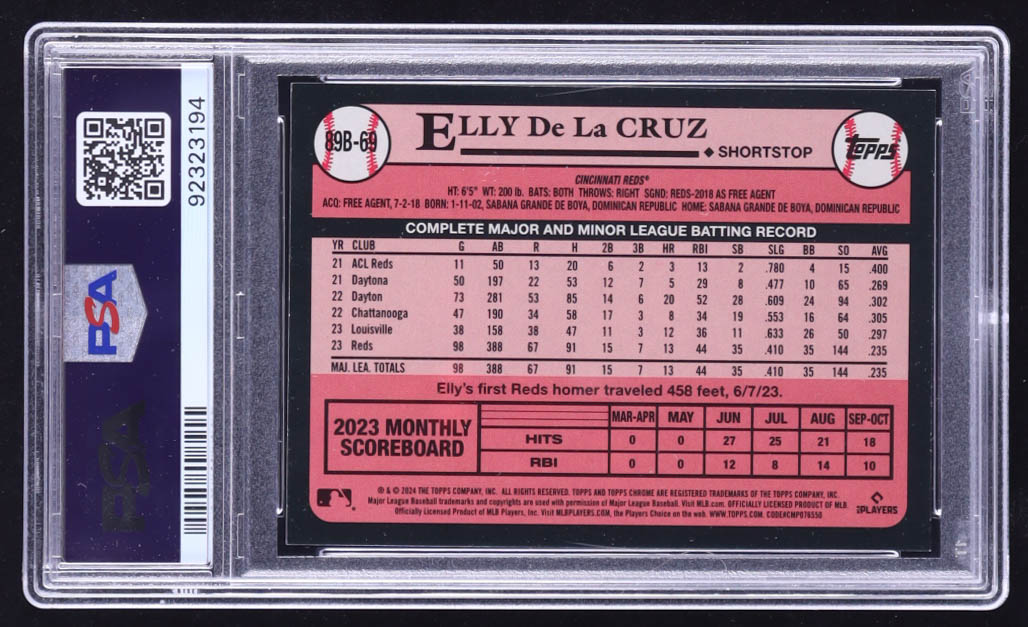 92323194
PSA
PSA
89B-69
ELLY DE LA CRUZ
SHORTSTOP
topps
CINCINNATI REDS®
HT: 6'5" WT: 200 lb. BATS: BOTH THROWS: RIGHT SGND: REDS-2018 AS FREE AGENT
ACQ: FREE AGENT, 7-2-18 BORN: 1-11-02, SABANA GRANDE DE BOYA, DOMINICAN REPUBLIC HOME: SABANA GRANDE DE BOYA, DOMINICAN REPUBLIC
COMPLETE MAJOR AND MINOR LEAGUE BATTING RECORD
YR CLUB G AB R H 2B 3B HR RBI SB SLG BB SO AVG
21 ACL Reds 11 50 13 20 6 2 3 13 2 .780 4 15 .400
21 Daytona 50 197 22 53 12 7 5 29 8 .477 10 65 .269
22 Dayton 73 281 53 85 14 6 20 52 28 .609 24 94 .302
22 Chattanooga 47 190 34 58 17 3 8 34 19 .553 16 64 .305
23 Louisville 38 158 38 47 11 3 12 36 11 .633 26 50 .297
23 Reds 98 388 67 91 15 7 13 44 35 .410 35 144 .235
MAJ. LEA. TOTALS 98 388 67 91 15 7 13 44 35 .410 35 144 .235
Elly's first Reds homer traveled 458 feet, 6/7/23.
2023 MONTHLY SCOREBOARD
MAR-APR MAY JUN JUL AUG SEP-OCT
HITS 0 0 27 25 21 18
RBI 0 0 12 8 14 10
® & © 2024 THE TOPPS COMPANY, INC. ALL RIGHTS RESERVED. TOPPS AND TOPPS CHROME ARE REGISTERED TRADEMARKS OF THE TOPPS COMPANY, INC.
Major League Baseball trademarks and copyrights are used with permission of Major League Baseball. Visit MLB.com. OFFICIALLY LICENSED PRODUCT OF MLB
Officially Licensed Product of MLB Players, Inc. Visit MLBPLAYERS.COM, the Players Choice on the web. WWW.TOPPS.COM. CODE#CMP076550
PLAYERS